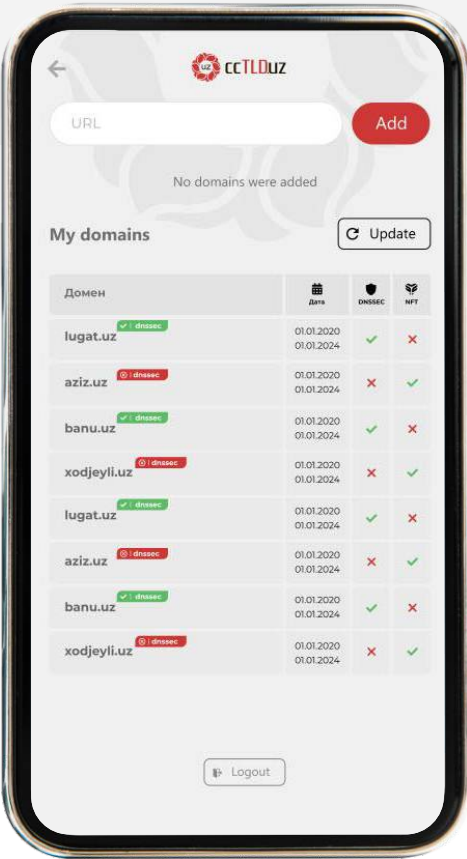 UZ ccTLDuz
URL
Add
No domains were added
My domains
Update
Домен Дата DNSSEC NFT
lugat.uz dnssec 01.01.2020
01.01.2024
aziz.uz dnssec 01.01.2020
01.01.2024
banu.uz dnssec 01.01.2020
01.01.2024
xodjeyli.uz dnssec 01.01.2020
01.01.2024
lugat.uz dnssec 01.01.2020
01.01.2024
aziz.uz dnssec 01.01.2020
01.01.2024
banu.uz dnssec 01.01.2020
01.01.2024
xodjeyli.uz dnssec 01.01.2020
01.01.2024
Logout